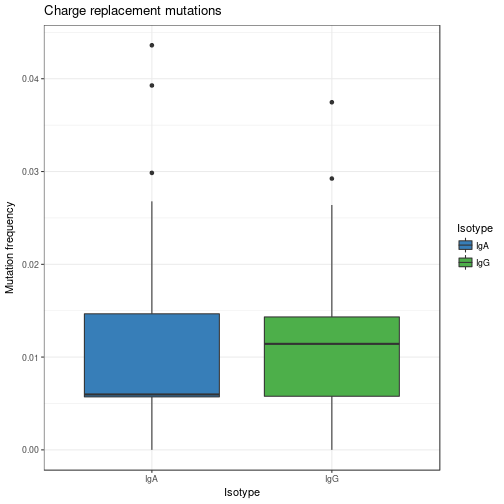 Charge replacement mutations
0.04
0.03
0.02
0.01
0.00
Mutation frequency
IgA
IgG
Isotype
Isotype
IgA
IgG